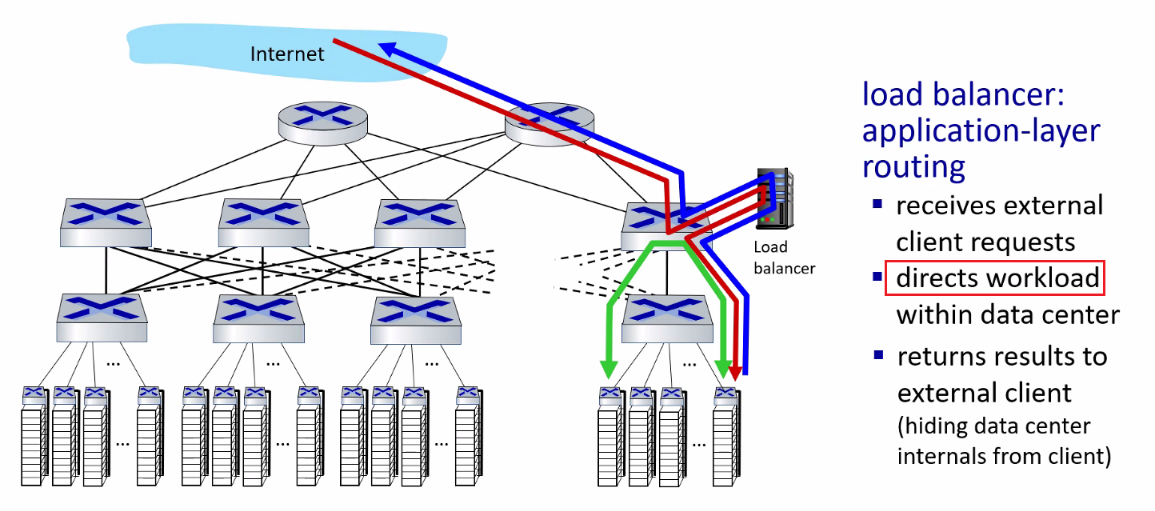 Internet
Load
balancer
load balancer:
application-layer
routing
▪ receives external
client requests
▪ directs workload
within data center
▪ returns results to
external client
(hiding data center
internals from client)
...
...
...
...
...
...
...
...